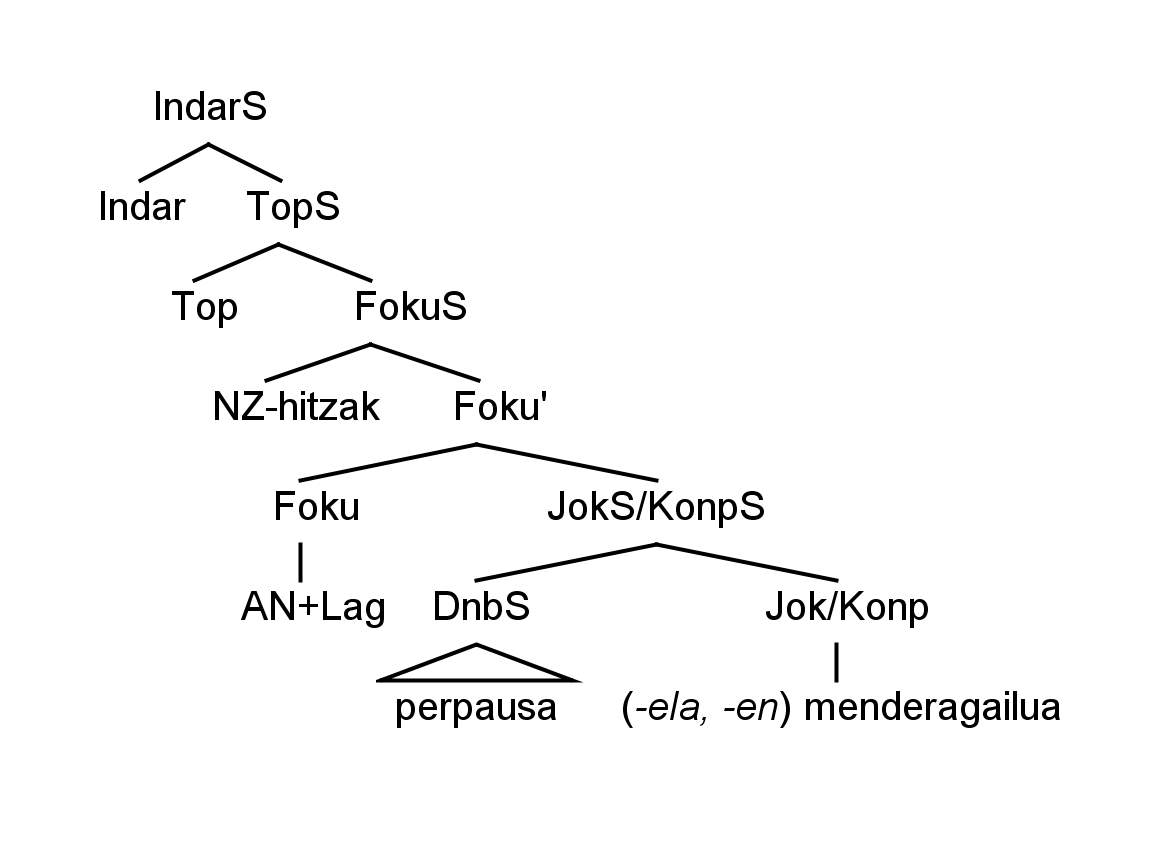 IndarS
Indar TopS
Top FokuS
NZ-hitzak Foku'
Foku JokS/KonpS
AN+Lag DnbS Jok/Konp
perpausa (-ela, -en) menderagailua